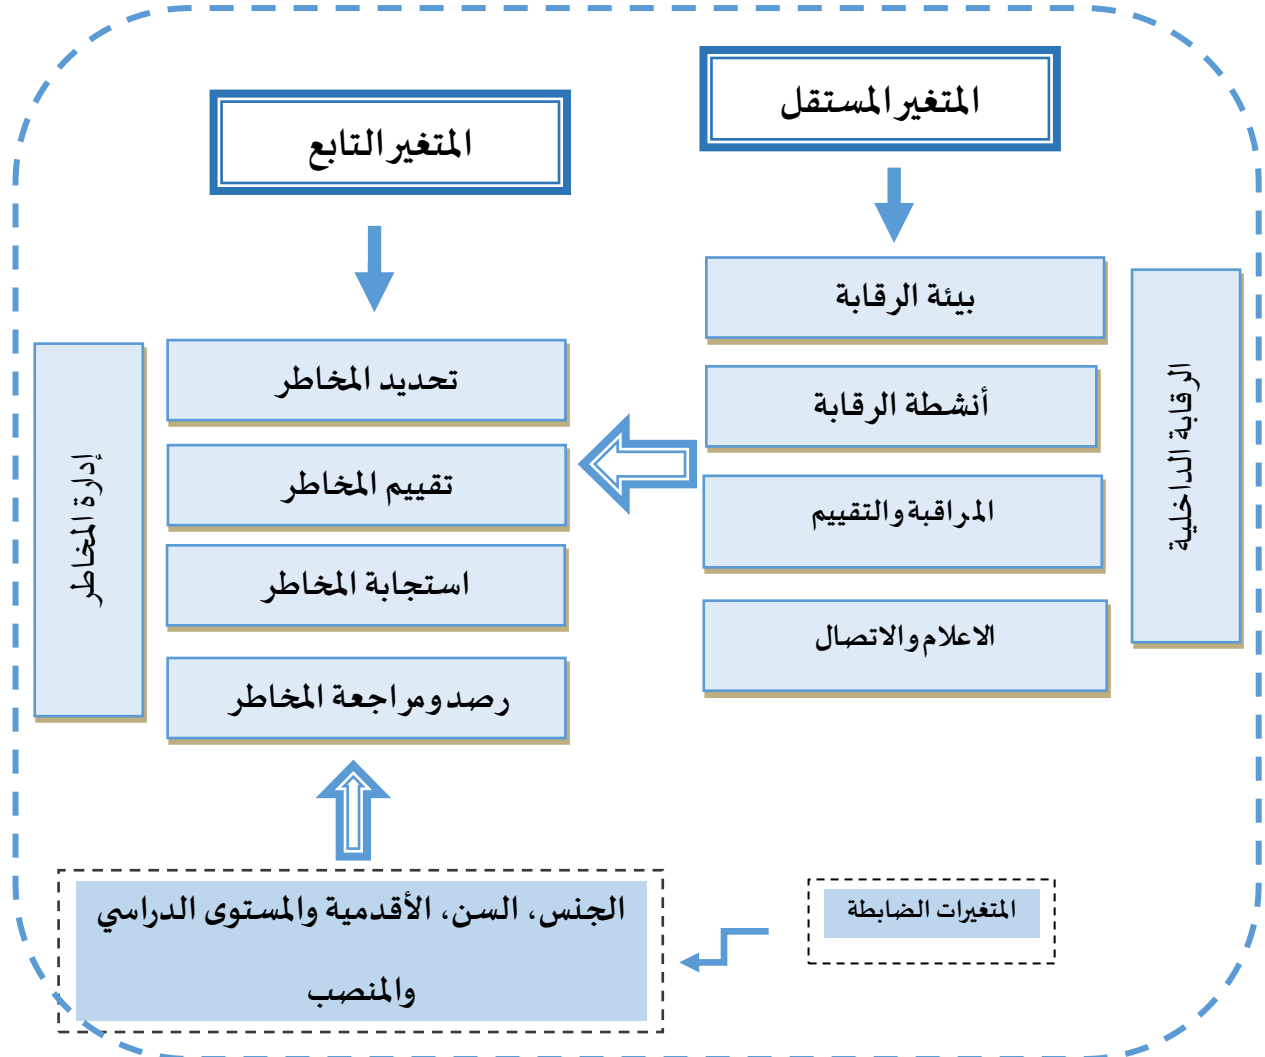 المتغير المستقل
المتغير التابع
بيئة الرقابة
أنشطة الرقابة
المراقبة والتقييم
الاعلام والاتصال
الرقابة الداخلية
تحديد المخاطر
تقييم المخاطر
استجابة المخاطر
رصد ومراجعة المخاطر
إدارة المخاطر
المتغيرات الضابطة
الجنس، السن، الأقدمية والمستوى الدراسي
والمنصب